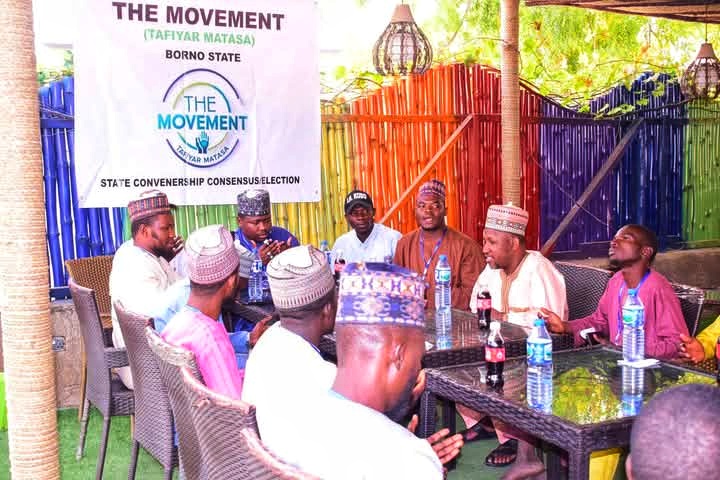 THE MOVEMENT
(TAFIYAR MATASA)
BORNO STATE
THE
MOVEMENT
TAFIYAR MATASA
STATE CONVENERSHIP CONSENSUS/ELECTION